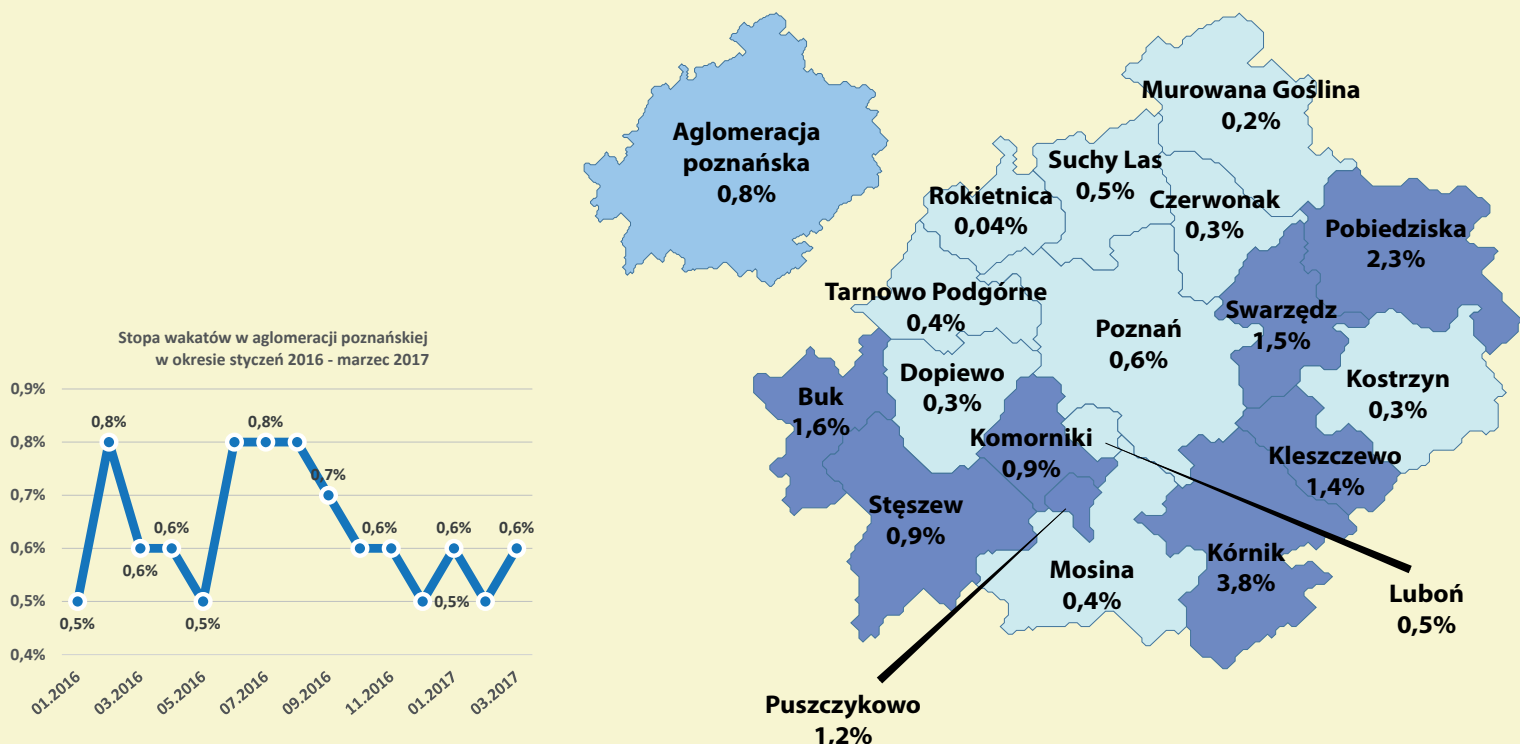 Aglomeracja
poznańska
0,8%
Murowana Goślina
0,2%
Suchy Las
0,5%
Rokietnica
0,04%
Czerwonak
0,3%
Pobiedziska
2,3%
Tarnowo Podgórne
0,4%
Poznań
0,6%
Swarzędz
1,5%
Buk
1,6%
Dopiewo
0,3%
Kostrzyn
0,3%
Komorniki
0,9%
Kleszczewo
1,4%
Stęszew
0,9%
Mosina
0,4%
Kórnik
3,8%
Luboń
0,5%
Puszczykowo
1,2%
Stopa wakatów w aglomeracji poznańskiej
w okresie styczeń 2016 - marzec 2017
0,9%
0,8%
0,7%
0,6%
0,5%
0,4%
0,5%
0,8%
0,6%
0,6%
0,5%
0,8%
0,7%
0,6%
0,5%
0,6%
0,6%
01.2016
03.2016
05.2016
07.2016
09.2016
11.2016
01.2017
03.2017